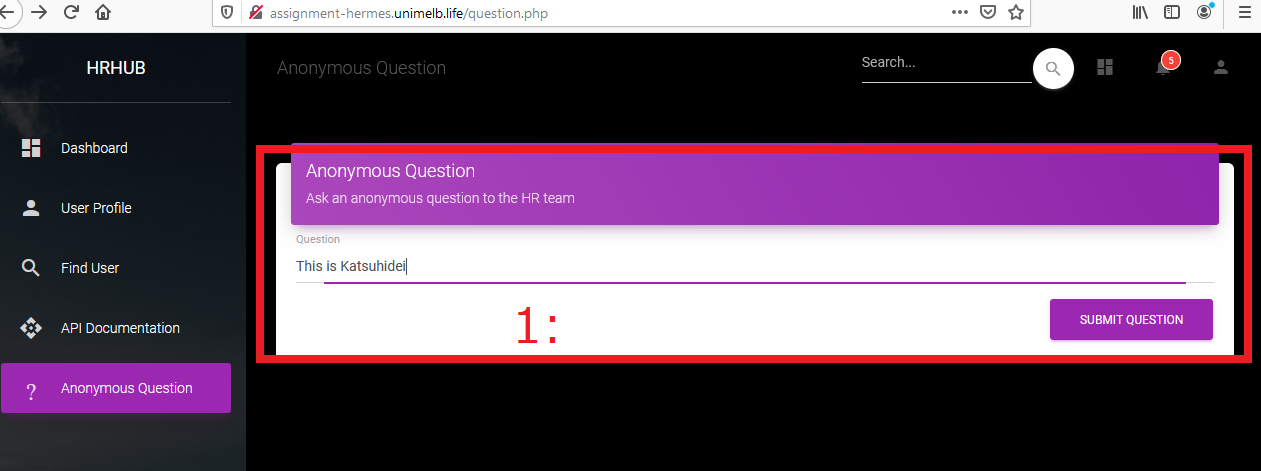 assignment-hermes.unimelb.life/question.php
HRHUB
Anonymous Question
Search...
5
Dashboard
User Profile
Find User
API Documentation
? Anonymous Question
Anonymous Question
Ask an anonymous question to the HR team
Question
This is Katsuhidei
1:
SUBMIT QUESTION